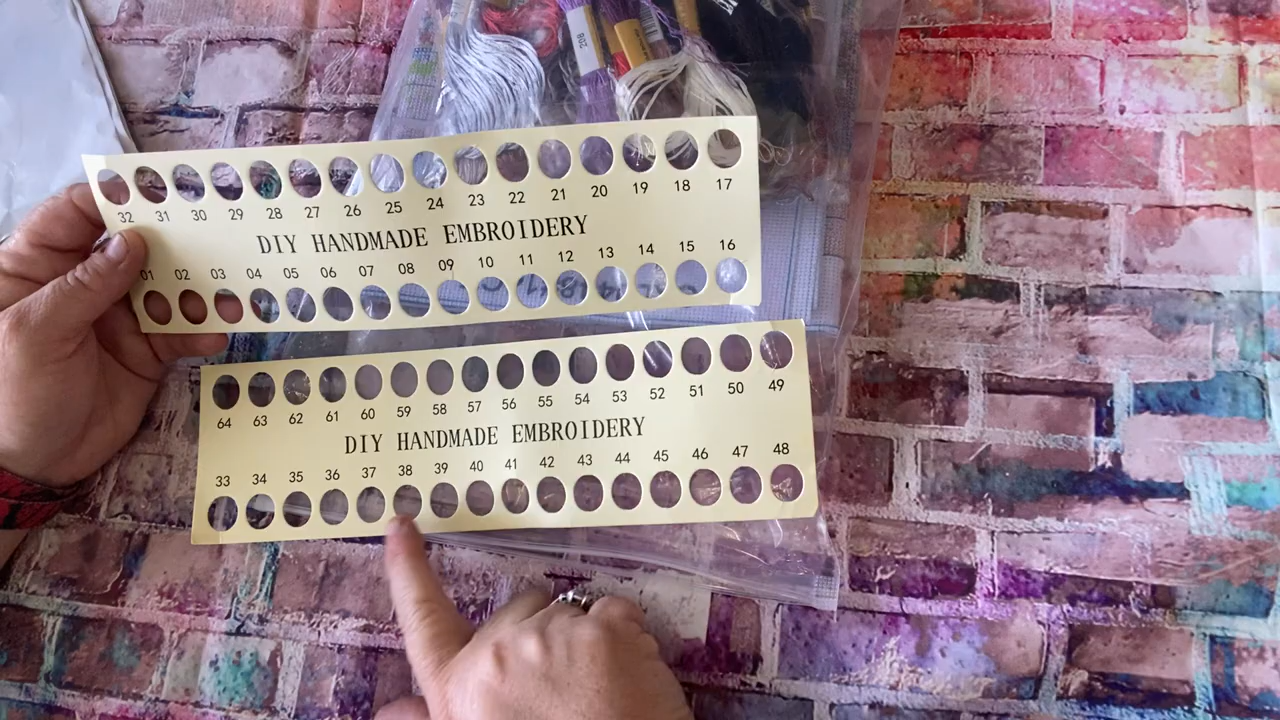 208
32 31 30 29 28 27 26 25 24 23 22 21 20 19 18 17
DIY HANDMADE EMBROIDERY
01 02 03 04 05 06 07 08 09 10 11 12 13 14 15 16
64 63 62 61 60 59 58 57 56 55 54 53 52 51 50 49
DIY HANDMADE EMBROIDERY
33 34 35 36 37 38 39 40 41 42 43 44 45 46 47 48